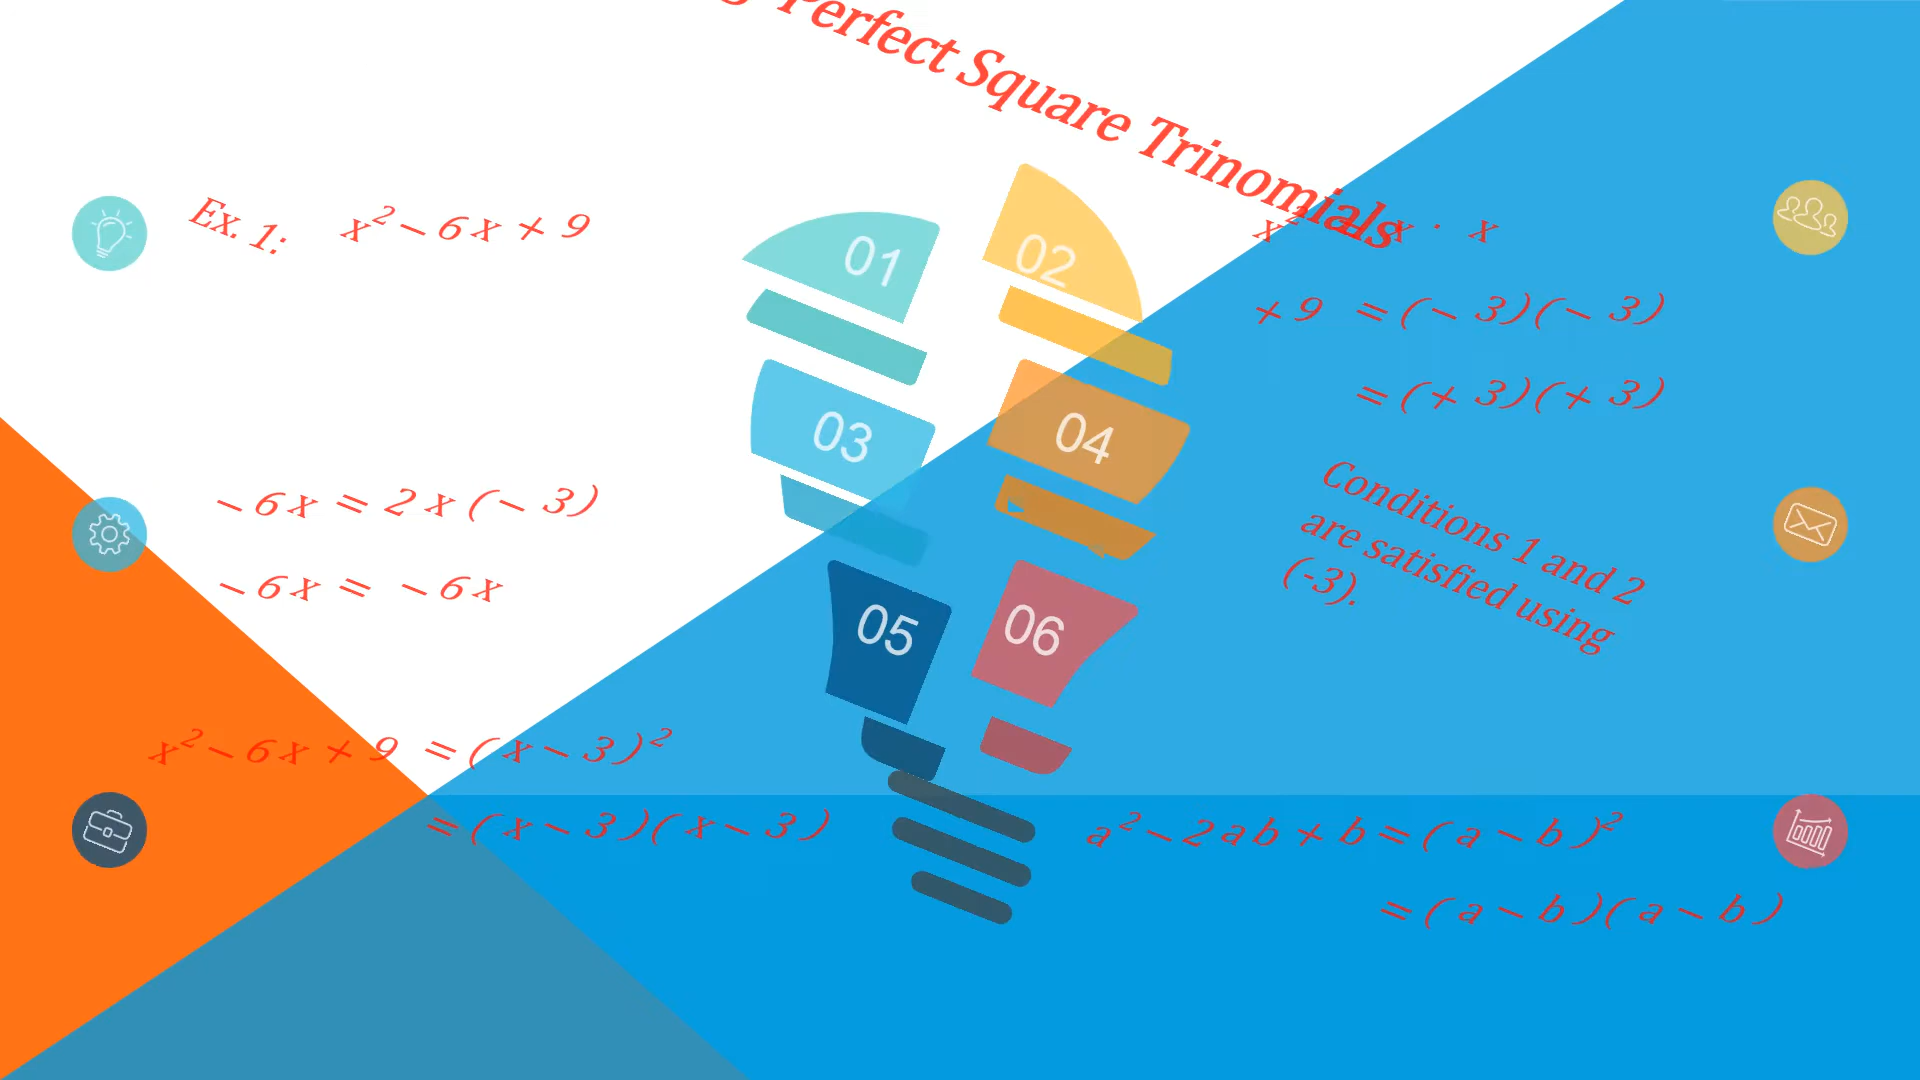 Perfect Square Trinomials
Ex. 1: x² − 6x + 9
01
02
x² = x · x
+ 9 = ( − 3 ) ( − 3 )
= ( + 3 ) ( + 3 )
03
04
− 6x = 2x ( − 3 )
− 6x = − 6x
Conditions 1 and 2
are satisfied using
(-3).
05
06
x² − 6x + 9 = ( x − 3 )²
= ( x − 3 ) ( x − 3 )
a² − 2ab + b = ( a − b )²
= ( a − b ) ( a − b )